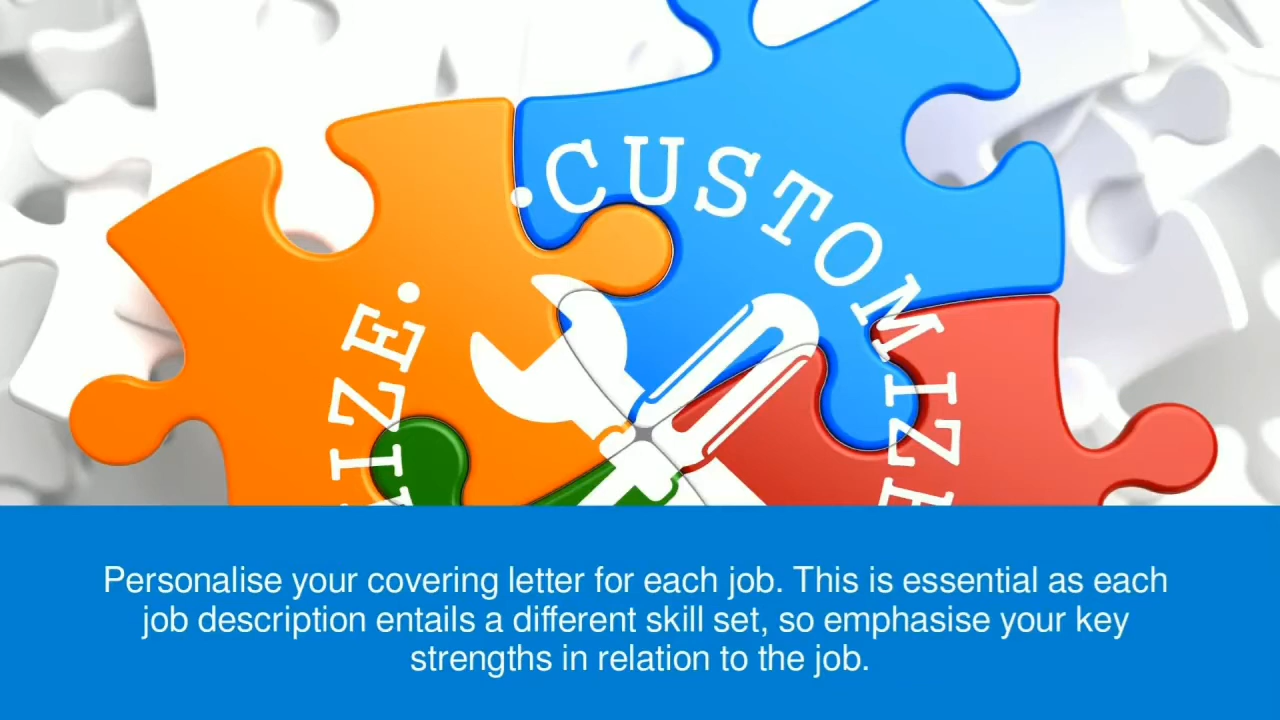 .CUSTOMIZE
IZE.
Personalise your covering letter for each job. This is essential as each
job description entails a different skill set, so emphasise your key
strengths in relation to the job.